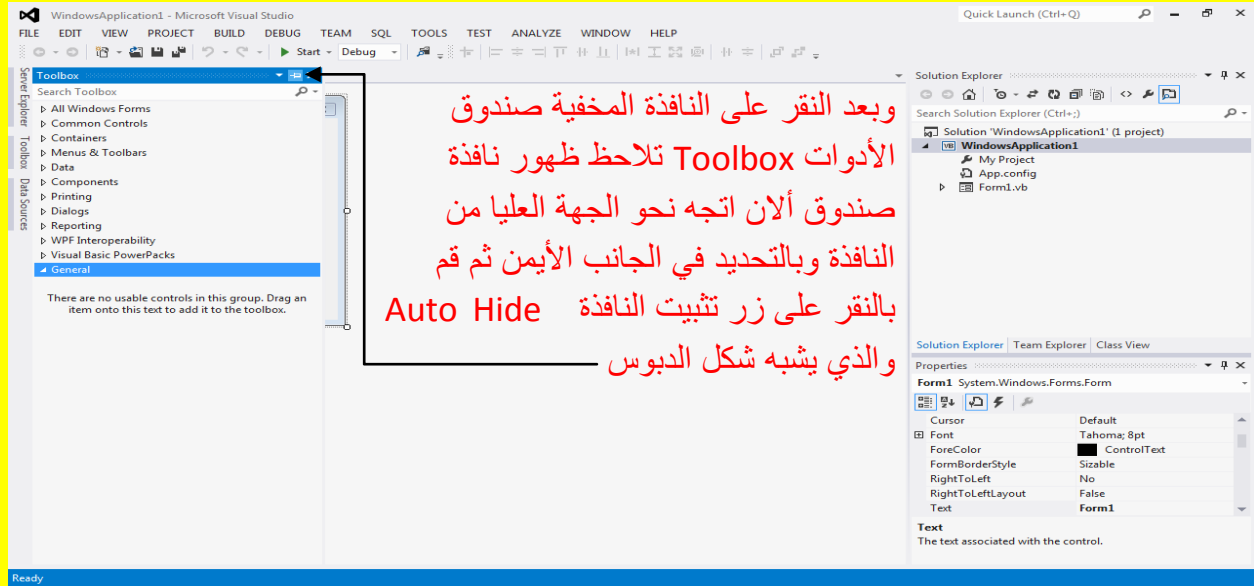 WindowsApplication1 - Microsoft Visual Studio
Quick Launch (Ctrl+Q)
FILE EDIT VIEW PROJECT BUILD DEBUG TEAM SQL TOOLS TEST ANALYZE WINDOW HELP
Start Debug
Server Explorer
Toolbox
Data Sources
Toolbox
Search Toolbox
All Windows Forms
Common Controls
Containers
Menus & Toolbars
Data
Components
Printing
Dialogs
Reporting
WPF Interoperability
Visual Basic PowerPacks
General
There are no usable controls in this group. Drag an
item onto this text to add it to the toolbox.
وبعد النقر على النافذة المخفية صندوق
الأدوات Toolbox تلاحظ ظهور نافذة
صندوق ألان اتجه نحو الجهة العليا من
النافذة وبالتحديد في الجانب الأيمن ثم قم
بالنقر على زر تثبيت النافذة Auto Hide
والذي يشبه شكل الدبوس
Solution Explorer
Search Solution Explorer (Ctrl+;)
Solution 'WindowsApplication1' (1 project)
VB WindowsApplication1
My Project
App.config
Form1.vb
Solution Explorer Team Explorer Class View
Properties
Form1 System.Windows.Forms.Form
Cursor Default
Font Tahoma; 8pt
ForeColor ControlText
FormBorderStyle Sizable
RightToLeft No
RightToLeftLayout False
Text Form1
Text
The text associated with the control.
Ready